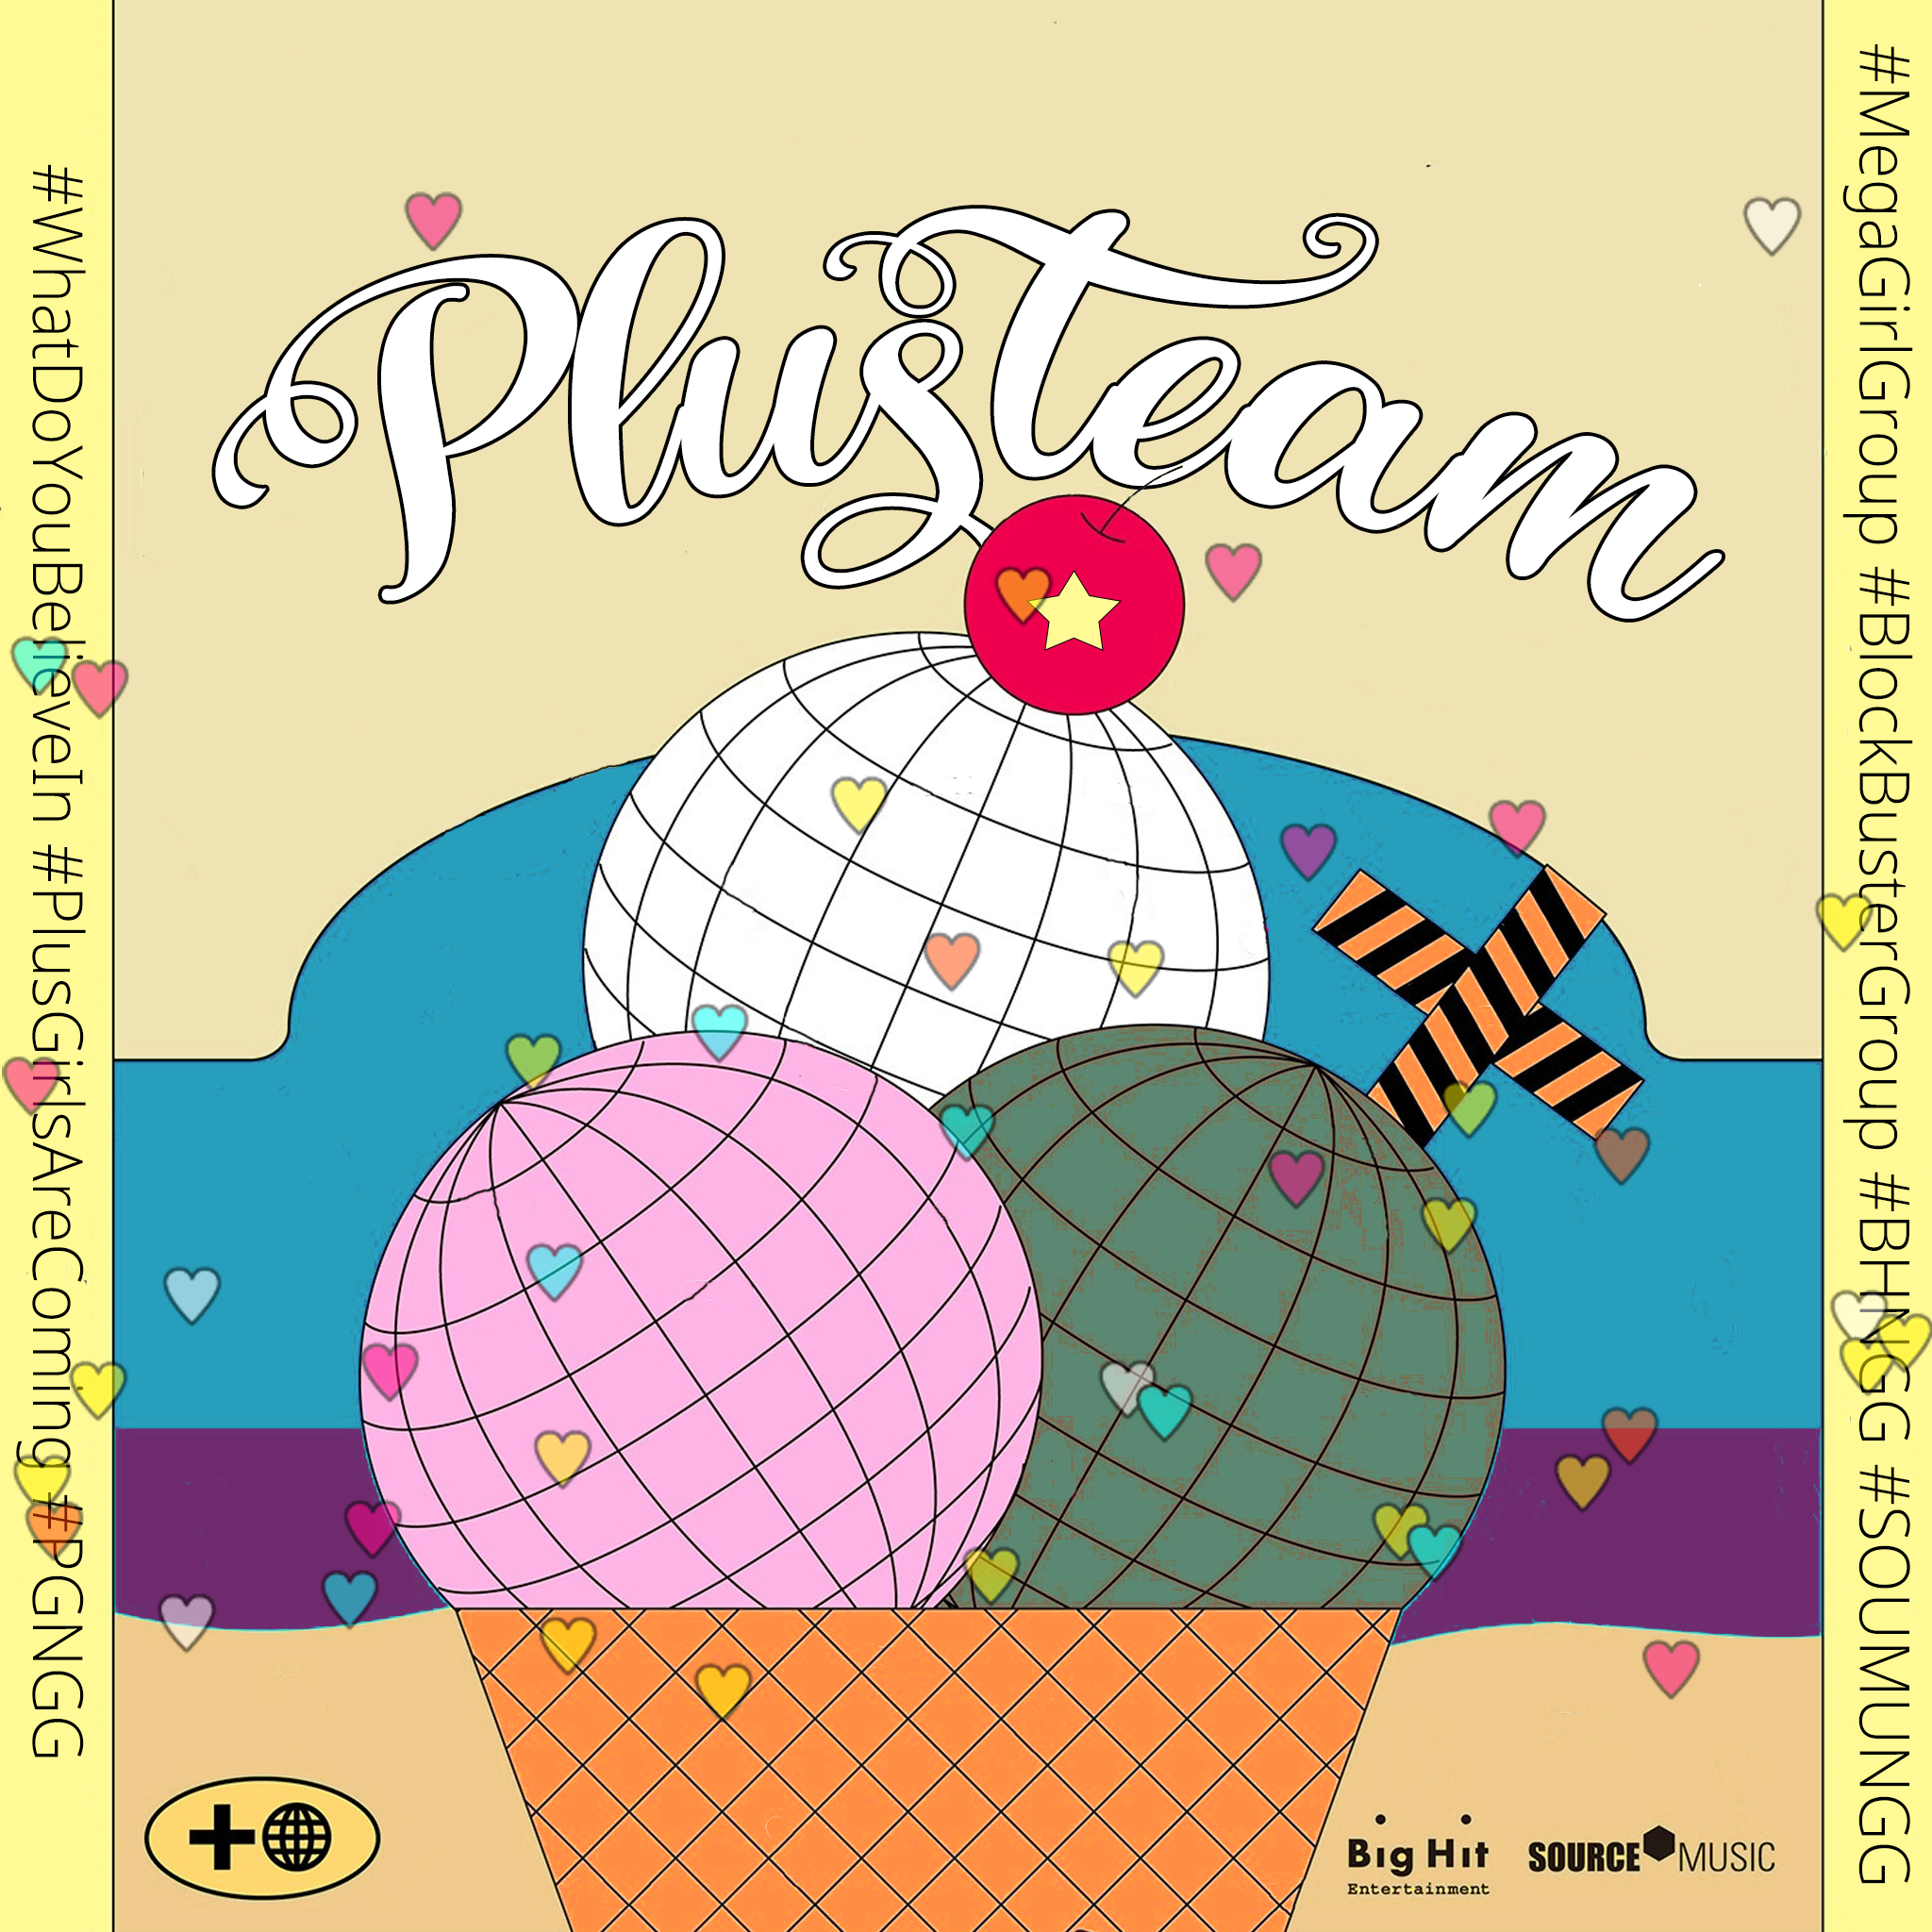 PlusTeam
#WhatDoYouBelieveIn #PlusGirlsAreComing #PGNGG
#MegaGirlGroup #BlockBusterGroup #BHNGG #SOUMUNGG
Big Hit
Entertainment
SOURCE MUSIC